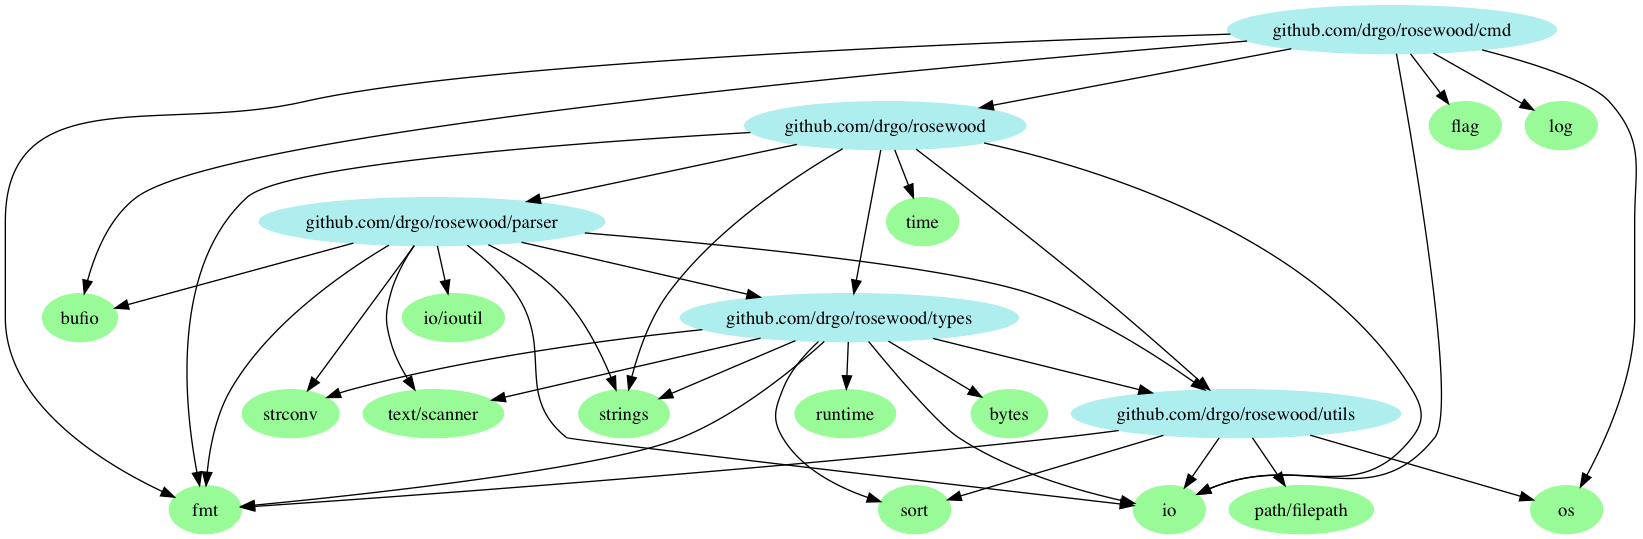 github.com/drgo/rosewood/cmd
github.com/drgo/rosewood
flag
log
github.com/drgo/rosewood/parser
time
bufio
io/ioutil
github.com/drgo/rosewood/types
strconv
text/scanner
strings
runtime
bytes
github.com/drgo/rosewood/utils
fmt
sort
io
path/filepath
os